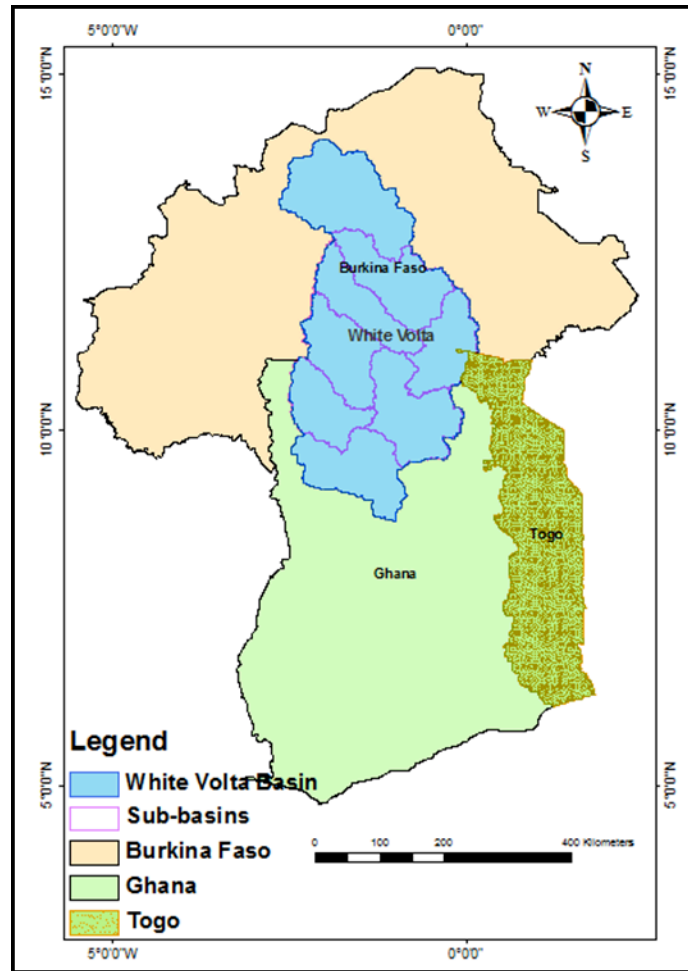 5°0'0"W 0°0'0"
15°0'0"N 15°0'0"N
N
W E
S
Burkina Faso
White Volta
10°0'0"N 10°0'0"N
Togo
Ghana
Legend
White Volta Basin
Sub-basins
Burkina Faso
Ghana
Togo
5°0'0"N 5°0'0"N
0 100 200 400 Kilometers
5°0'0"W 0°0'0"